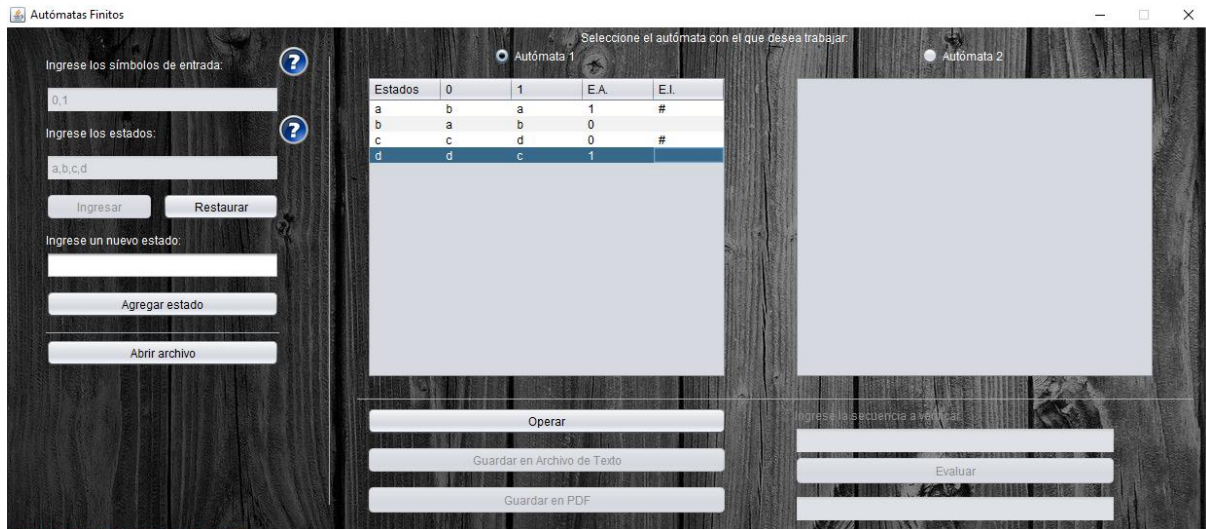 Autómatas Finitos
Seleccione el autómata con el que desea trabajar:
Ingrese los símbolos de entrada:
?
0,1
Ingrese los estados:
?
a,b,c,d
Ingresar Restaurar
Ingrese un nuevo estado:
Agregar estado
Abrir archivo
Autómata 1
Estados 0 1 E.A. E.I.
a b a 1 #
b a b 0
c c d 0 #
d d c 1
Operar
Guardar en Archivo de Texto
Guardar en PDF
Autómata 2
Ingrese la secuencia a verificar:
Evaluar